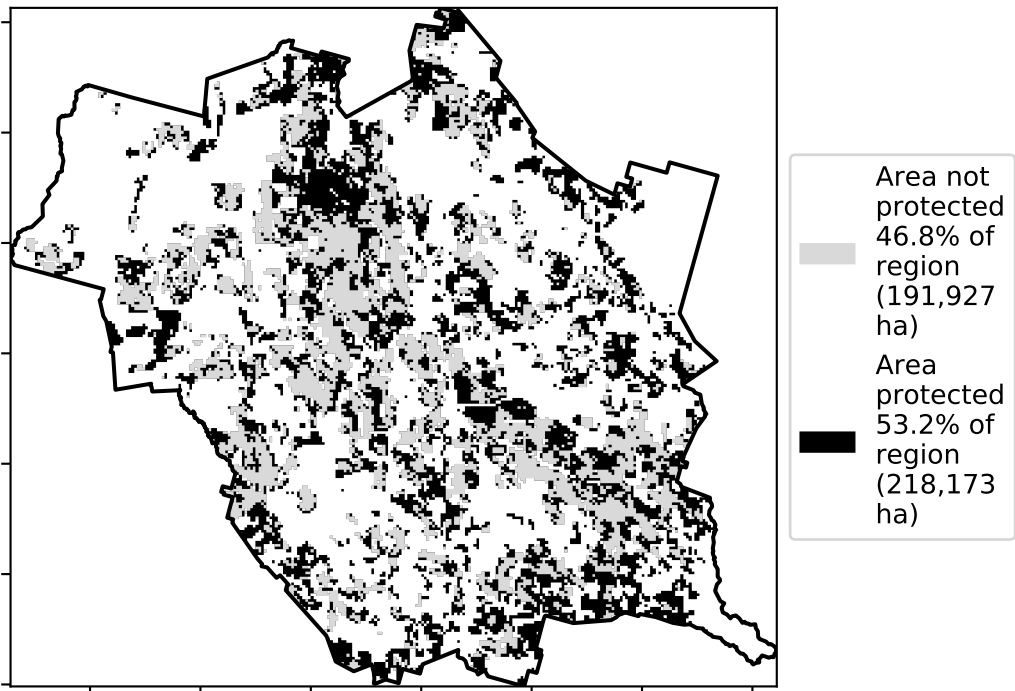 Area not
protected
46.8% of
region
(191,927
ha)
Area
protected
53.2% of
region
(218,173
ha)